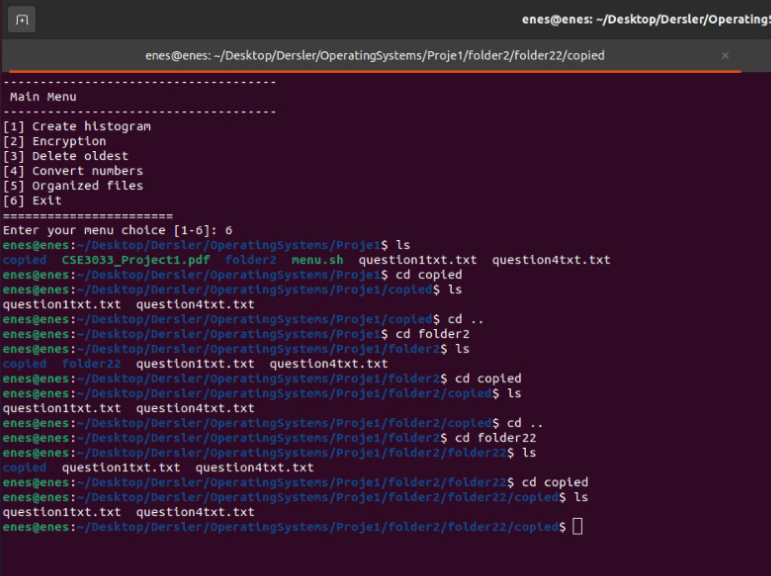 enes@enes: ~/Desktop/Dersler/OperatingS
enes@enes: ~/Desktop/Dersler/OperatingSystems/Proje1/folder2/folder22/copied ×
-------------------------------------
Main Menu
-------------------------------------
[1] Create histogram
[2] Encryption
[3] Delete oldest
[4] Convert numbers
[5] Organized files
[6] Exit
=======================
Enter your menu choice [1-6]: 6
enes@enes:~/Desktop/Dersler/OperatingSystems/Proje1$ ls
copied  CSE3033_Project1.pdf  folder2  menu.sh  question1txt.txt  question4txt.txt
enes@enes:~/Desktop/Dersler/OperatingSystems/Proje1$ cd copied
enes@enes:~/Desktop/Dersler/OperatingSystems/Proje1/copied$ ls
question1txt.txt  question4txt.txt
enes@enes:~/Desktop/Dersler/OperatingSystems/Proje1/copied$ cd ..
enes@enes:~/Desktop/Dersler/OperatingSystems/Proje1$ cd folder2
enes@enes:~/Desktop/Dersler/OperatingSystems/Proje1/folder2$ ls
copied  folder22  question1txt.txt  question4txt.txt
enes@enes:~/Desktop/Dersler/OperatingSystems/Proje1/folder2$ cd copied
enes@enes:~/Desktop/Dersler/OperatingSystems/Proje1/folder2/copied$ ls
question1txt.txt  question4txt.txt
enes@enes:~/Desktop/Dersler/OperatingSystems/Proje1/folder2/copied$ cd ..
enes@enes:~/Desktop/Dersler/OperatingSystems/Proje1/folder2$ cd folder22
enes@enes:~/Desktop/Dersler/OperatingSystems/Proje1/folder2/folder22$ ls
copied  question1txt.txt  question4txt.txt
enes@enes:~/Desktop/Dersler/OperatingSystems/Proje1/folder2/folder22$ cd copied
enes@enes:~/Desktop/Dersler/OperatingSystems/Proje1/folder2/folder22/copied$ ls
question1txt.txt  question4txt.txt
enes@enes:~/Desktop/Dersler/OperatingSystems/Proje1/folder2/folder22/copied$